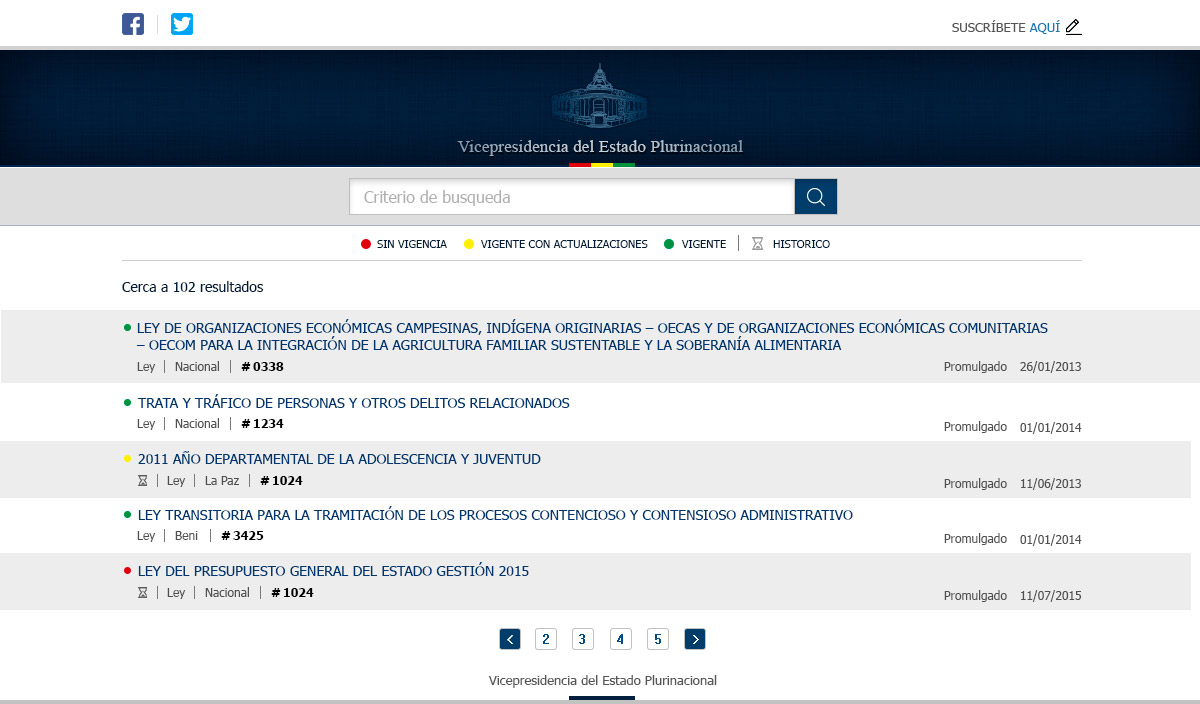 SUSCRÍBETE AQUÍ
Vicepresidencia del Estado Plurinacional
Criterio de busqueda
SIN VIGENCIA VIGENTE CON ACTUALIZACIONES VIGENTE HISTORICO
Cerca a 102 resultados
LEY DE ORGANIZACIONES ECONÓMICAS CAMPESINAS, INDÍGENA ORIGINARIAS – OECAS Y DE ORGANIZACIONES ECONÓMICAS COMUNITARIAS
– OECOM PARA LA INTEGRACIÓN DE LA AGRICULTURA FAMILIAR SUSTENTABLE Y LA SOBERANÍA ALIMENTARIA
Ley | Nacional | # 0338 Promulgado 26/01/2013
TRATA Y TRÁFICO DE PERSONAS Y OTROS DELITOS RELACIONADOS
Ley | Nacional | # 1234 Promulgado 01/01/2014
2011 AÑO DEPARTAMENTAL DE LA ADOLESCENCIA Y JUVENTUD
| Ley | La Paz | # 1024 Promulgado 11/06/2013
LEY TRANSITORIA PARA LA TRAMITACIÓN DE LOS PROCESOS CONTENCIOSO Y CONTENSIOSO ADMINISTRATIVO
Ley | Beni | # 3425 Promulgado 01/01/2014
LEY DEL PRESUPUESTO GENERAL DEL ESTADO GESTIÓN 2015
| Ley | Nacional | # 1024 Promulgado 11/07/2015
< 2 3 4 5 >
Vicepresidencia del Estado Plurinacional